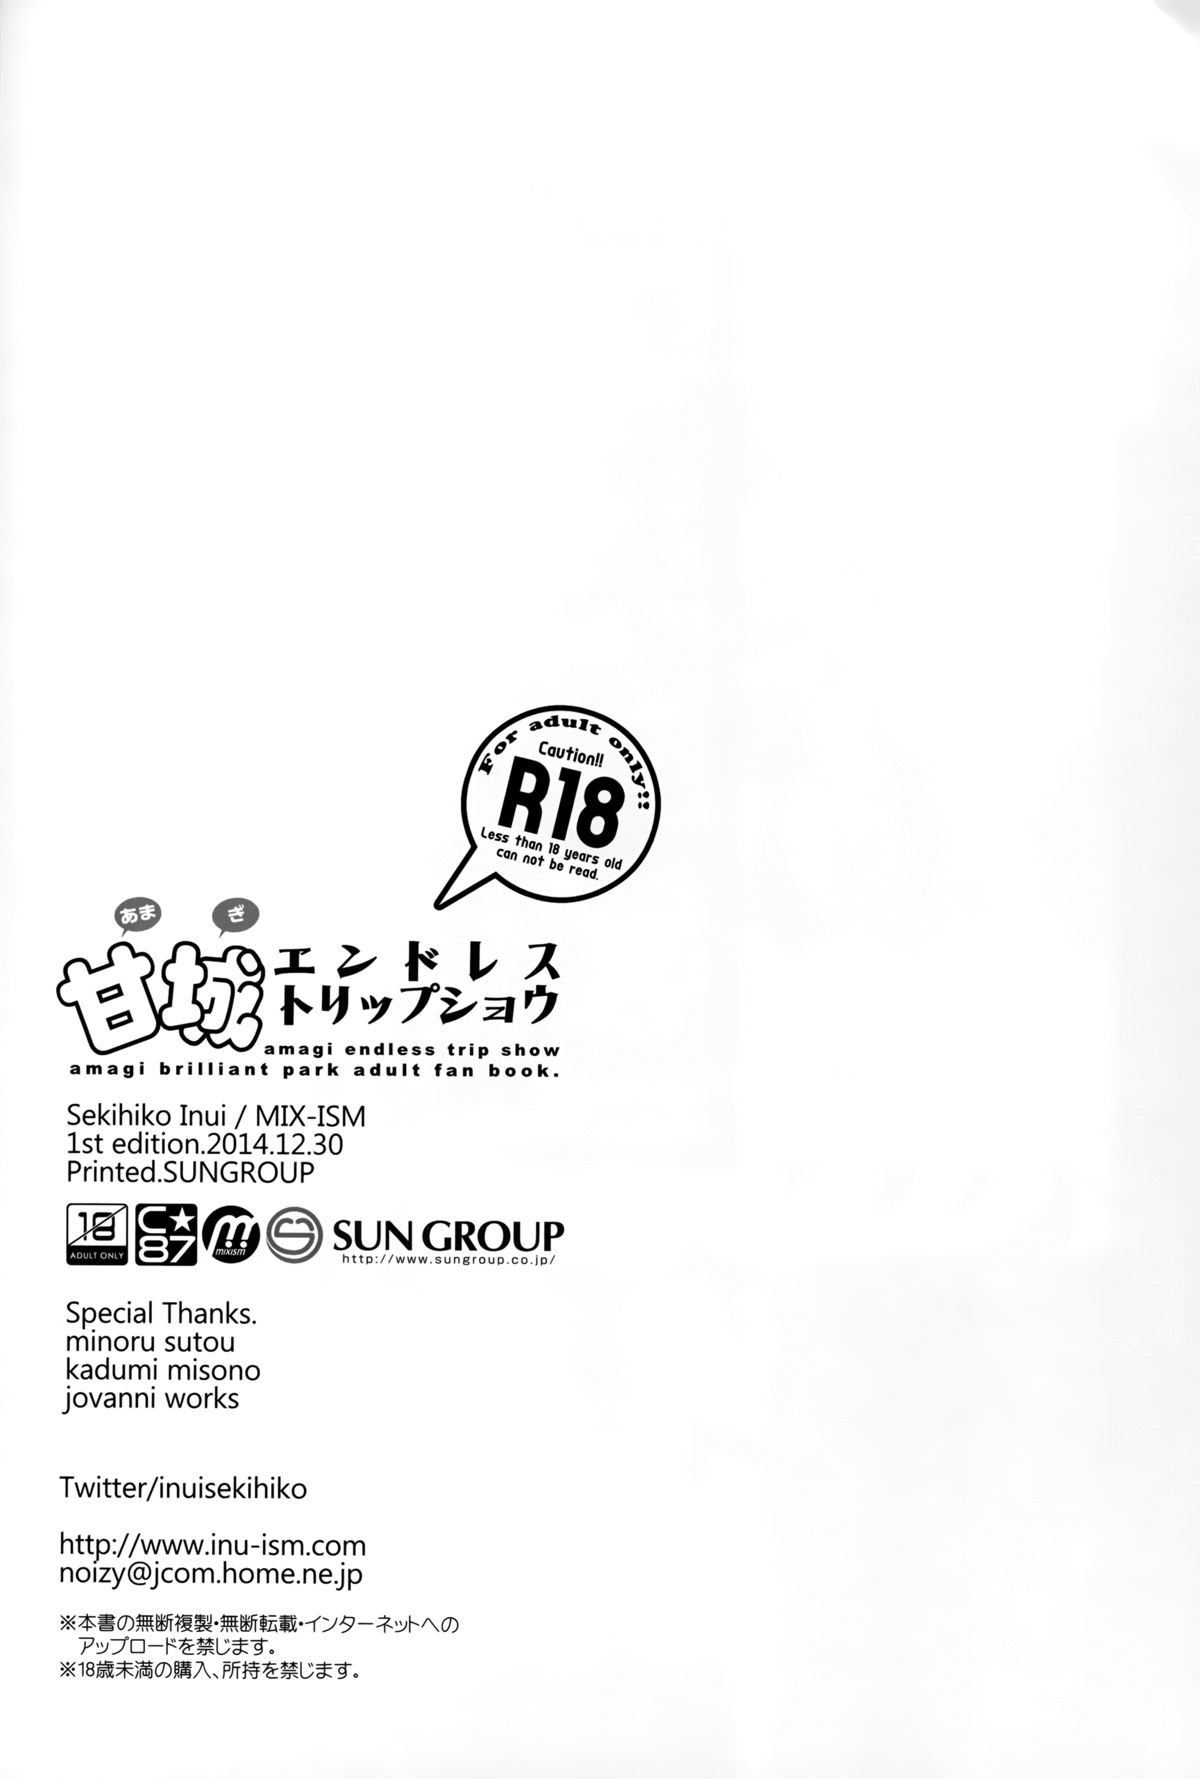 For adult only!!
Caution!!
R18
Less than 18 years old
can not be read.
あま ぎ
甘城
エンドレス
トリップショウ
amagi endless trip show
amagi brilliant park adult fan book.
Sekihiko Inui / MIX-ISM
1st edition.2014.12.30
Printed.SUNGROUP
18
ADULT ONLY
C★
87
m!!
mixism
SUN GROUP
http://www.sungroup.co.jp/
Special Thanks.
minoru sutou
kadumi misono
jovanni works
Twitter/inuisekihiko
http://www.inu-ism.com
noizy@jcom.home.ne.jp
※本書の無断複製・無断転載・インターネットへの
アップロードを禁じます。
※18歳未満の購入、所持を禁じます。